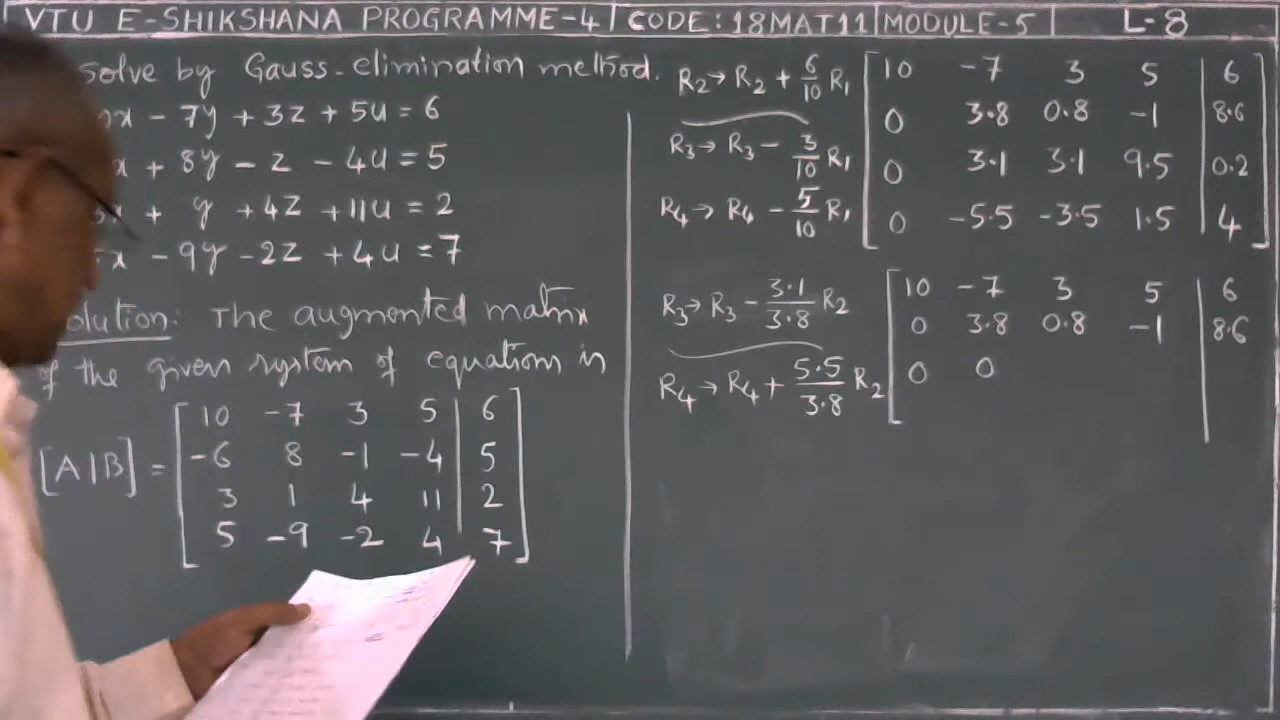 VTU E-SHIKSHANA PROGRAMME-4 | CODE: 18MAT11 | MODULE-5 | L-8
solve by Gauss-elimination method.
x - 7y + 3z + 5u = 6
x + 8y - z - 4u = 5
x + y + 4z + 11u = 2
x - 9y - 2z + 4u = 7
olution: The augmented matrix
of the given system of equations is
[A|B] = [ 10 -7 3 5 | 6
-6 8 -1 -4 | 5
3 1 4 11 | 2
5 -9 -2 4 | 7 ]
R2→R2 + 6/10 R1 [ 10 -7 3 5 | 6
0 3.8 0.8 -1 | 8.6
R3→R3 - 3/10 R1 0 3.1 3.1 9.5 | 0.2
R4→R4 - 5/10 R1 0 -5.5 -3.5 1.5 | 4 ]
R3→R3 - 3.1/3.8 R2 [ 10 -7 3 5 | 6
0 3.8 0.8 -1 | 8.6
R4→R4 + 5.5/3.8 R2 0 0